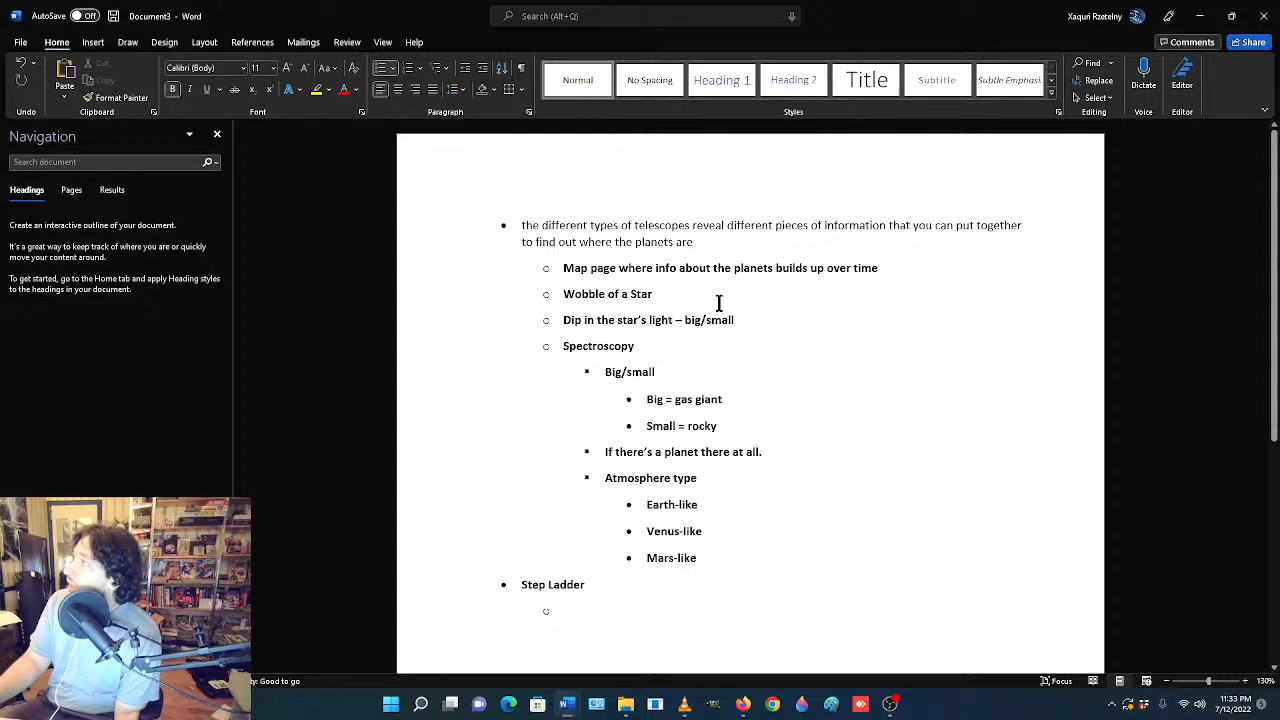 AutoSave Off Document3 - Word
Search (Alt+Q)
Xaquri Rzetelny
File Home Insert Draw Design Layout References Mailings Review View Help
Comments Share
Cut
Copy
Format Painter
Paste
Calibri (Body) 11
B
Normal No Spacing Heading 1 Heading 2 Title Subtitle Subtle Emphasis
Find
Replace
Select
Dictate Editor
Undo Font Paragraph Styles Editing Voice Editor
Navigation
Search document
Headings Pages Results
Create an interactive outline of your document.
It's a great way to keep track of where you are or quickly
move your content around.
To get started, go to the Home tab and apply Heading styles
to the headings in your document.
the different types of telescopes reveal different pieces of information that you can put together
to find out where the planets are
Map page where info about the planets builds up over time
Wobble of a Star
Dip in the star’s light – big/small
Spectroscopy
Big/small
Big = gas giant
Small = rocky
If there’s a planet there at all.
Atmosphere type
Earth-like
Venus-like
Mars-like
Step Ladder
Good to go
Focus
130%
11:33 PM
7/12/2022